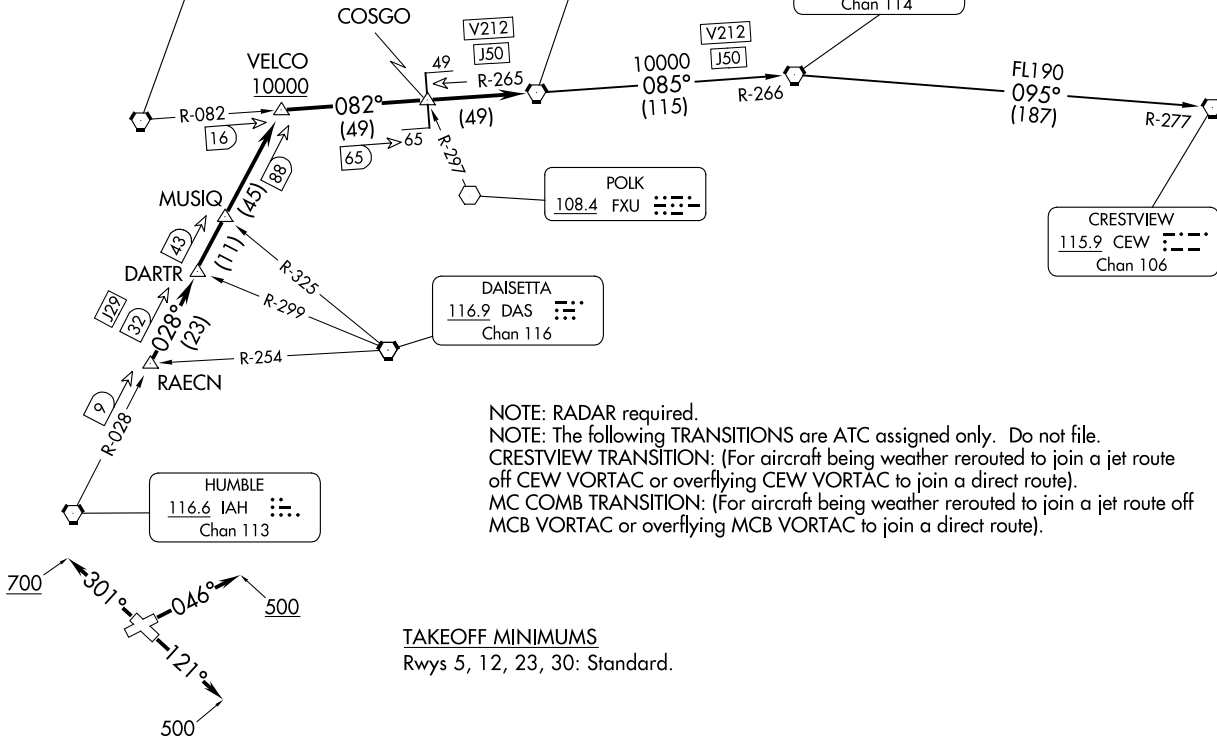 Chan 114
COSGO
V212
J50
V212
J50
VELCO
10000
49
R-265
10000
085°
(115)
R-266
FL190
095°
(187)
R-277
R-082
16
082°
(49)
65
65
(49)
R-297
88
POLK
108.4 FXU
MUSIQ
(45)
43
(11)
CRESTVIEW
115.9 CEW
Chan 106
DARTR
R-325
R-299
DAISETTA
116.9 DAS
Chan 116
J29
32
028°
(23)
R-254
RAECN
9
R-028
NOTE: RADAR required.
NOTE: The following TRANSITIONS are ATC assigned only. Do not file.
CRESTVIEW TRANSITION: (For aircraft being weather rerouted to join a jet route
off CEW VORTAC or overflying CEW VORTAC to join a direct route).
MC COMB TRANSITION: (For aircraft being weather rerouted to join a jet route off
MCB VORTAC or overflying MCB VORTAC to join a direct route).
HUMBLE
116.6 IAH
Chan 113
700
301°
046°
500
121°
500
TAKEOFF MINIMUMS
Rwys 5, 12, 23, 30: Standard.